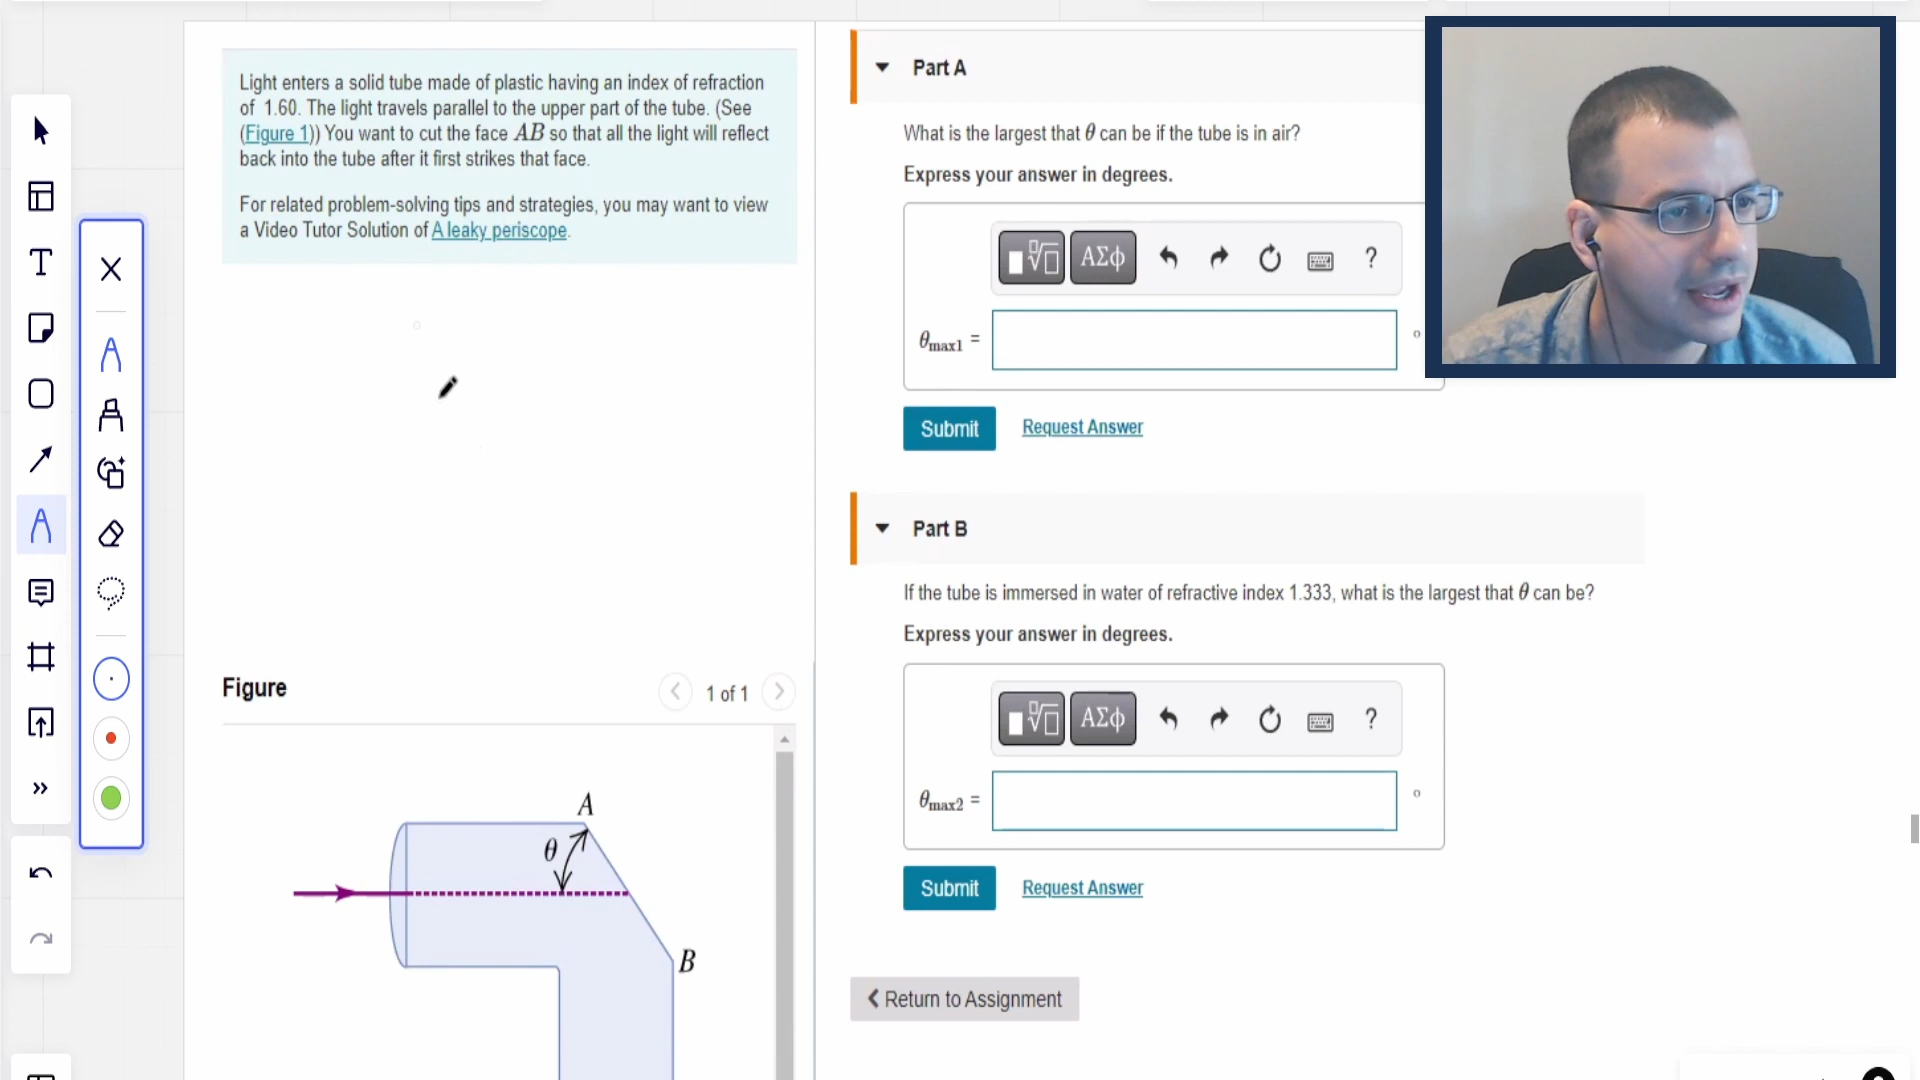 Light enters a solid tube made of plastic having an index of refraction
of 1.60. The light travels parallel to the upper part of the tube. (See
(Figure 1)) You want to cut the face AB so that all the light will reflect
back into the tube after it first strikes that face.
For related problem-solving tips and strategies, you may want to view
a Video Tutor Solution of A leaky periscope.
Figure
1 of 1
A
θ
B
Part A
What is the largest that θ can be if the tube is in air?
Express your answer in degrees.
ΑΣϕ
?
θmax1 =
°
Submit
Request Answer
Part B
If the tube is immersed in water of refractive index 1.333, what is the largest that θ can be?
Express your answer in degrees.
ΑΣϕ
?
θmax2 =
°
Submit
Request Answer
Return to Assignment